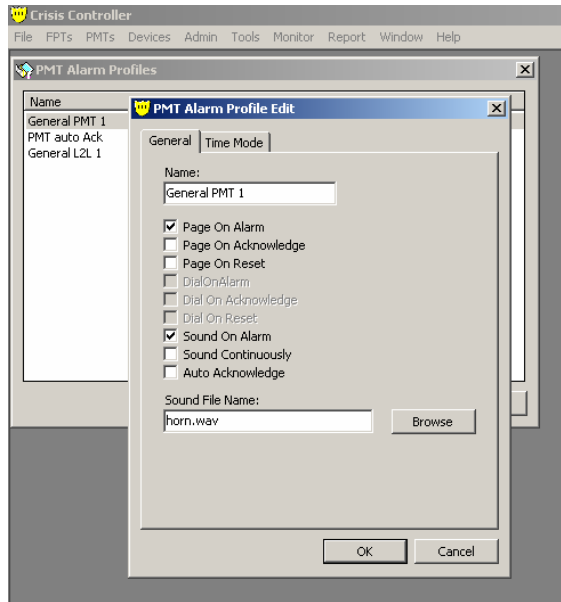 Crisis Controller
File FPTs PMTs Devices Admin Tools Monitor Report Window Help
PMT Alarm Profiles
Name
General PMT 1
PMT auto Ack
General L2L 1
PMT Alarm Profile Edit
General Time Mode
Name:
General PMT 1
Page On Alarm
Page On Acknowledge
Page On Reset
DialOnAlarm
Dial On Acknowledge
Dial On Reset
Sound On Alarm
Sound Continuously
Auto Acknowledge
Sound File Name:
horn.wav
Browse
OK Cancel